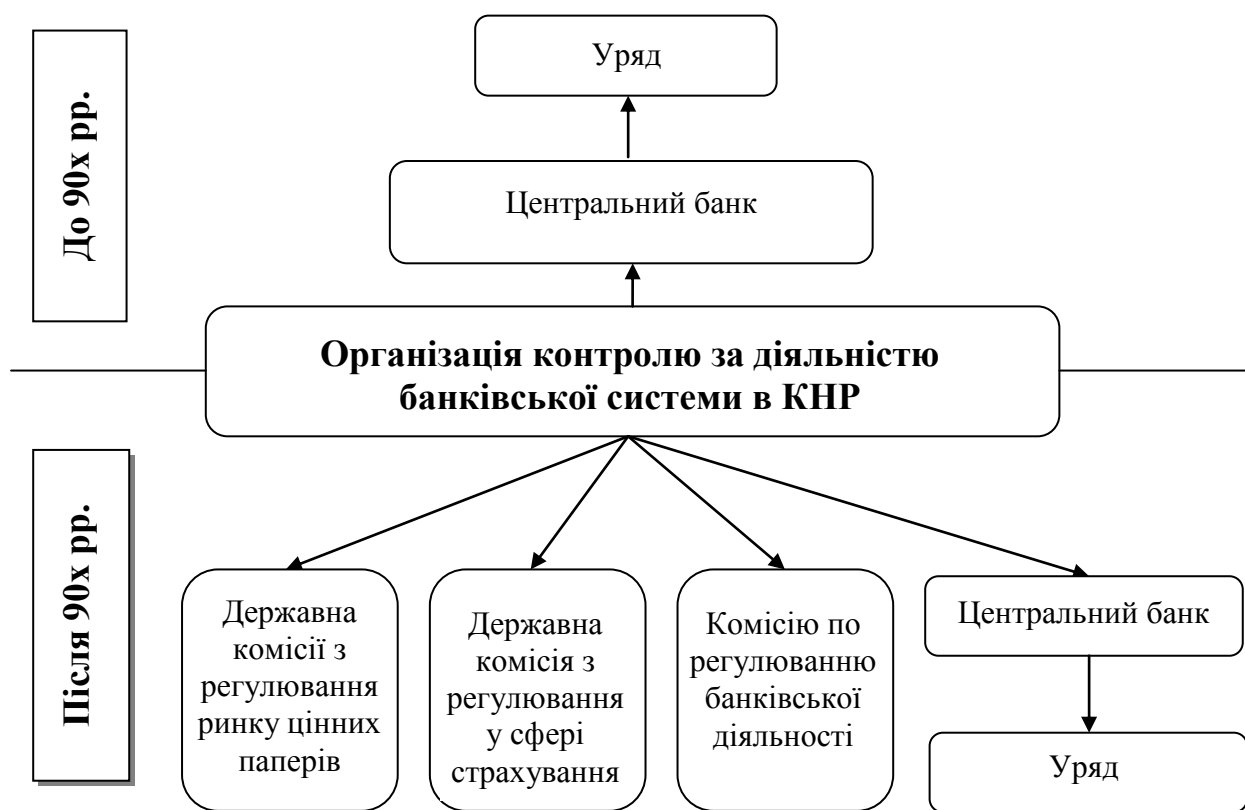 До 90х рр.
Уряд
Центральний банк
Організація контролю за діяльністю
банківської системи в КНР
Після 90х рр.
Державна
комісії з
регулювання
ринку цінних
паперів
Державна
комісія з
регулювання
у сфері
страхування
Комісію по
регулюванню
банківської
діяльності
Центральний банк
Уряд